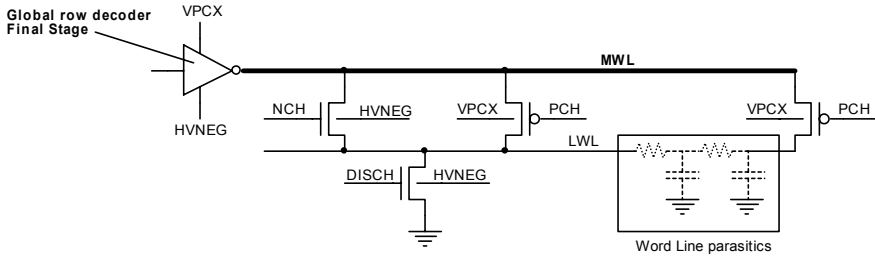 Global row decoder
Final Stage
VPCX
HVNEG
MWL
NCH
HVNEG
VPCX
PCH
VPCX
PCH
LWL
DISCH
HVNEG
Word Line parasitics